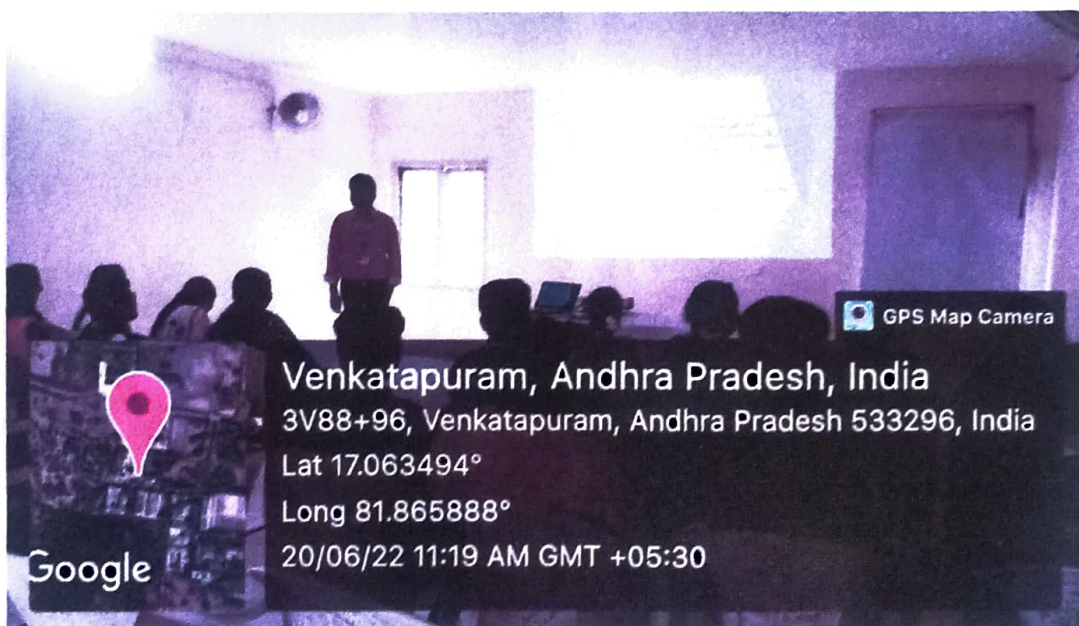 GPS Map Camera
Venkatapuram, Andhra Pradesh, India
3V88+96, Venkatapuram, Andhra Pradesh 533296, India
Lat 17.063494°
Long 81.865888°
20/06/22 11:19 AM GMT +05:30
Google